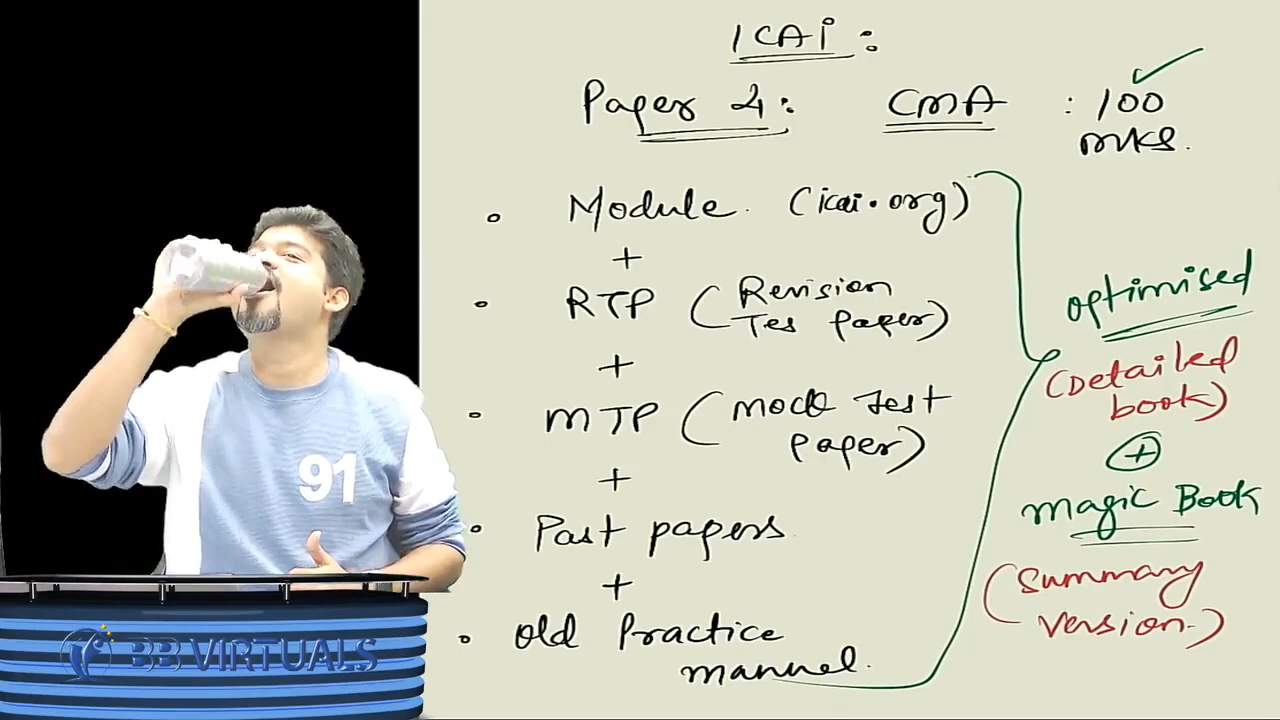 ICAI :
Paper 4 : CMA : 100
mks.
• Module. (icai.org)
+
• RTP (Revision
Tes paper)
+
• MTP (Mock Test
paper)
+
• Past papers
+
• Old Practice
manuel.
optimised
(Detailed
book)
+
Magic Book
(Summary
version.)
91
BB VIRTUALS